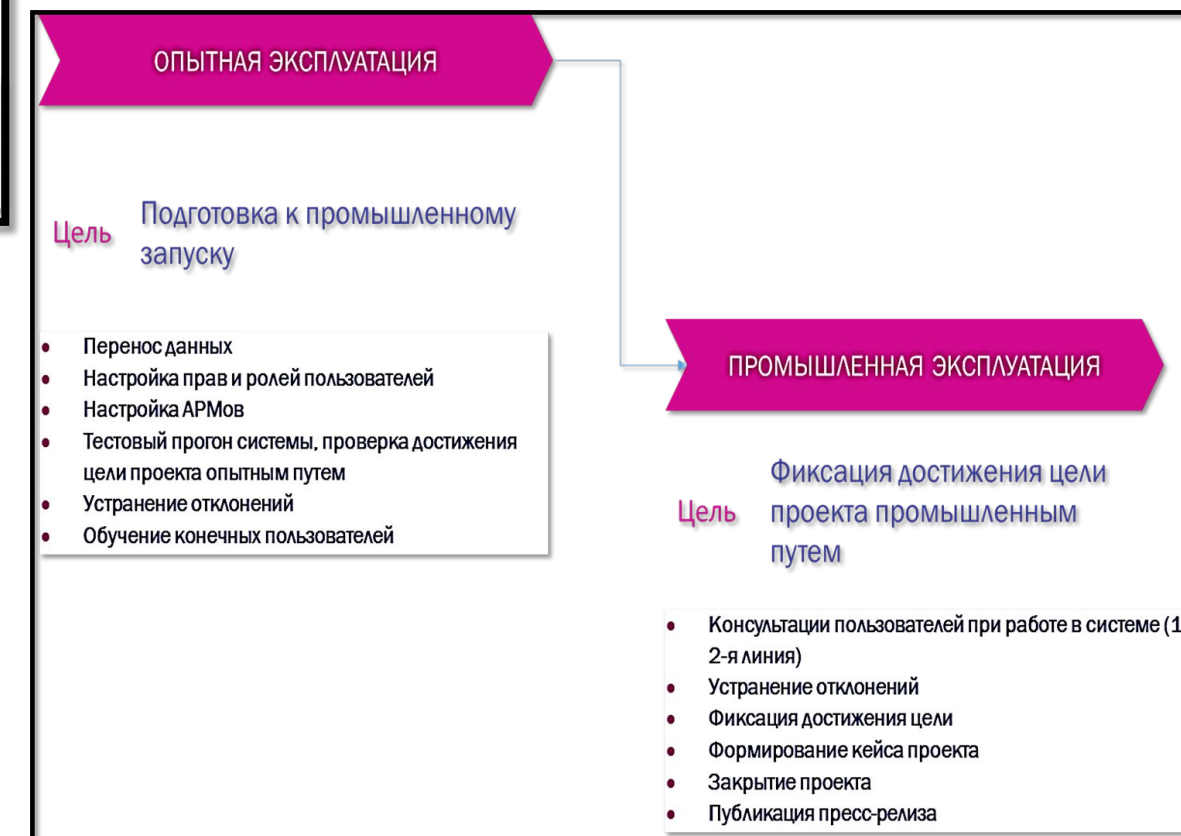 ОПЫТНАЯ ЭКСПЛУАТАЦИЯ
Цель
Подготовка к промышленному
запуску
• Перенос данных
• Настройка прав и ролей пользователей
• Настройка АРМов
• Тестовый прогон системы, проверка достижения
цели проекта опытным путем
• Устранение отклонений
• Обучение конечных пользователей
ПРОМЫШЛЕННАЯ ЭКСПЛУАТАЦИЯ
Цель
Фиксация достижения цели
проекта промышленным
путем
• Консультации пользователей при работе в системе (1
2-я линия)
• Устранение отклонений
• Фиксация достижения цели
• Формирование кейса проекта
• Закрытие проекта
• Публикация пресс-релиза